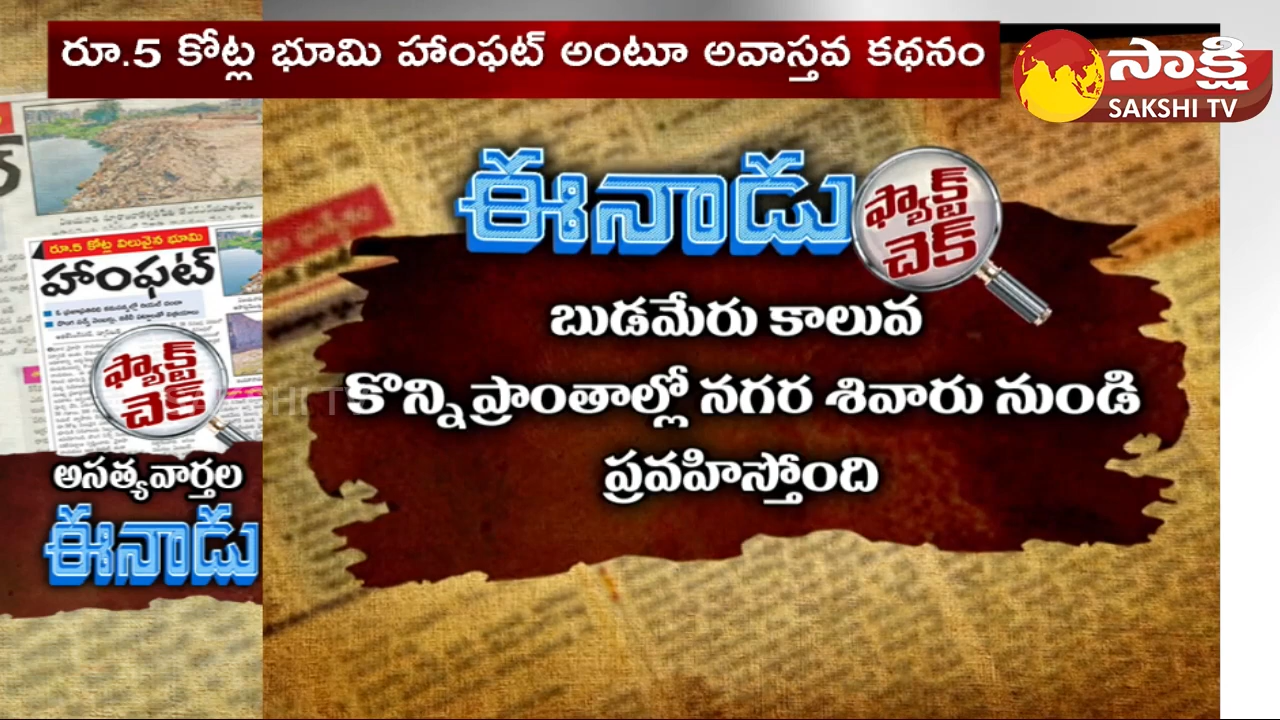 రూ.5 కోట్ల భూమి హాంఫట్ అంటూ అవాస్తవ కథనం
సాక్షి
SAKSHI TV
ఈనాడు
ఫ్యాక్ట్
చెక్
బుడమేరు కాలువ
కొన్ని ప్రాంతాల్లో నగర శివారు నుండి
ప్రవహిస్తోంది
రూ.5 కోట్ల విలువైన భూమి
హాంఫట్
ఫ్యాక్ట్
చెక్
అసత్యవార్తల
ఈనాడు